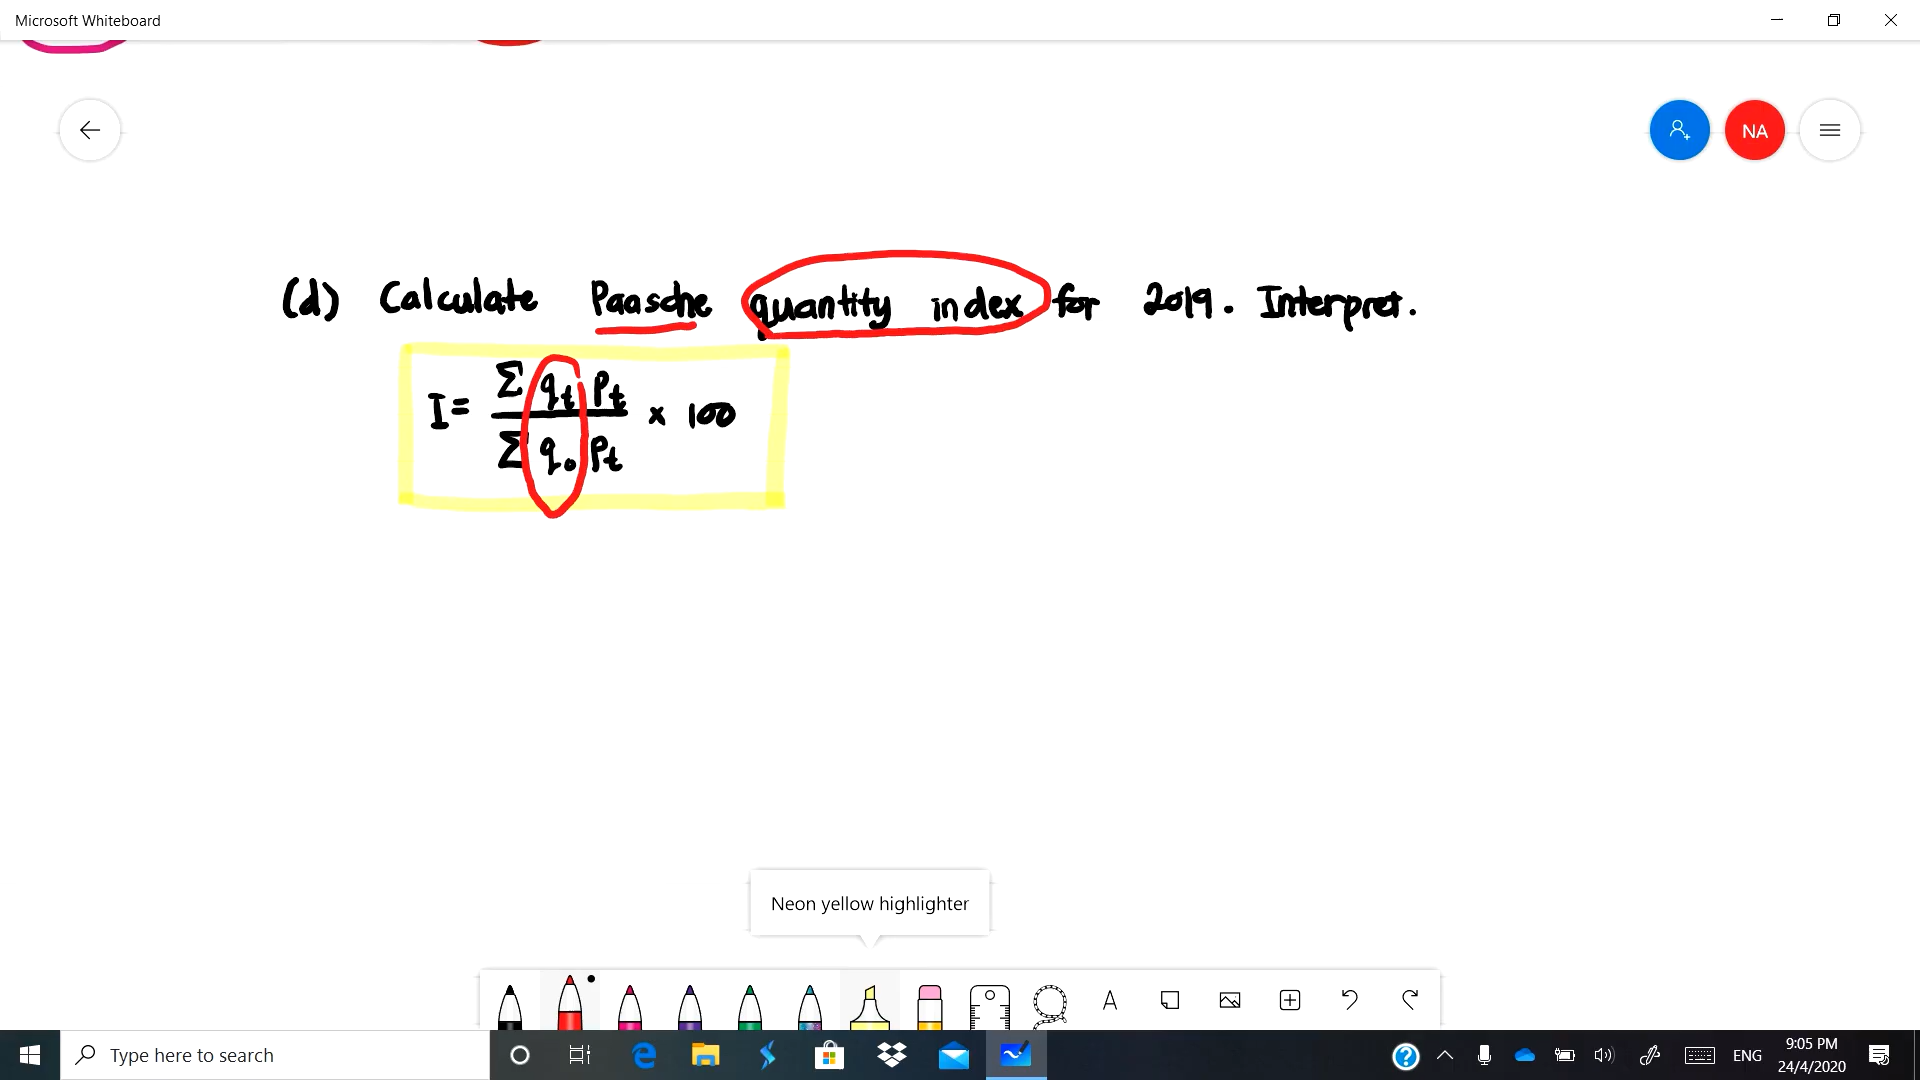 Microsoft Whiteboard
NA
(d) Calculate Paasche quantity index for 2019. Interpret.
I = Σ qt Pt / Σ q0 Pt × 100
Neon yellow highlighter
A
Type here to search
ENG
9:05 PM
24/4/2020